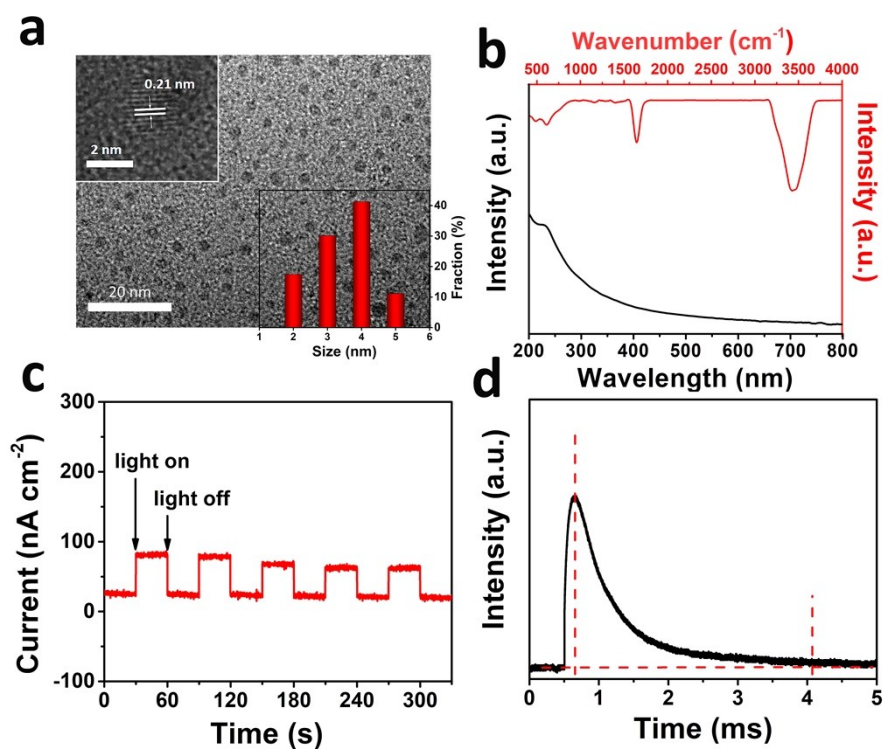 a
0.21 nm
2 nm
20 nm
40
30
20
10
0
Fraction (%)
1 2 3 4 5 6
Size (nm)
b
Wavenumber (cm-1)
500 1000 1500 2000 2500 3000 3500 4000
Intensity (a.u.)
Intensity (a.u.)
200 300 400 500 600 700 800
Wavelength (nm)
c
300
200
100
0
-100
Current (nA cm-2)
light on
light off
0 60 120 180 240 300
Time (s)
d
Intensity (a.u.)
0 1 2 3 4 5
Time (ms)